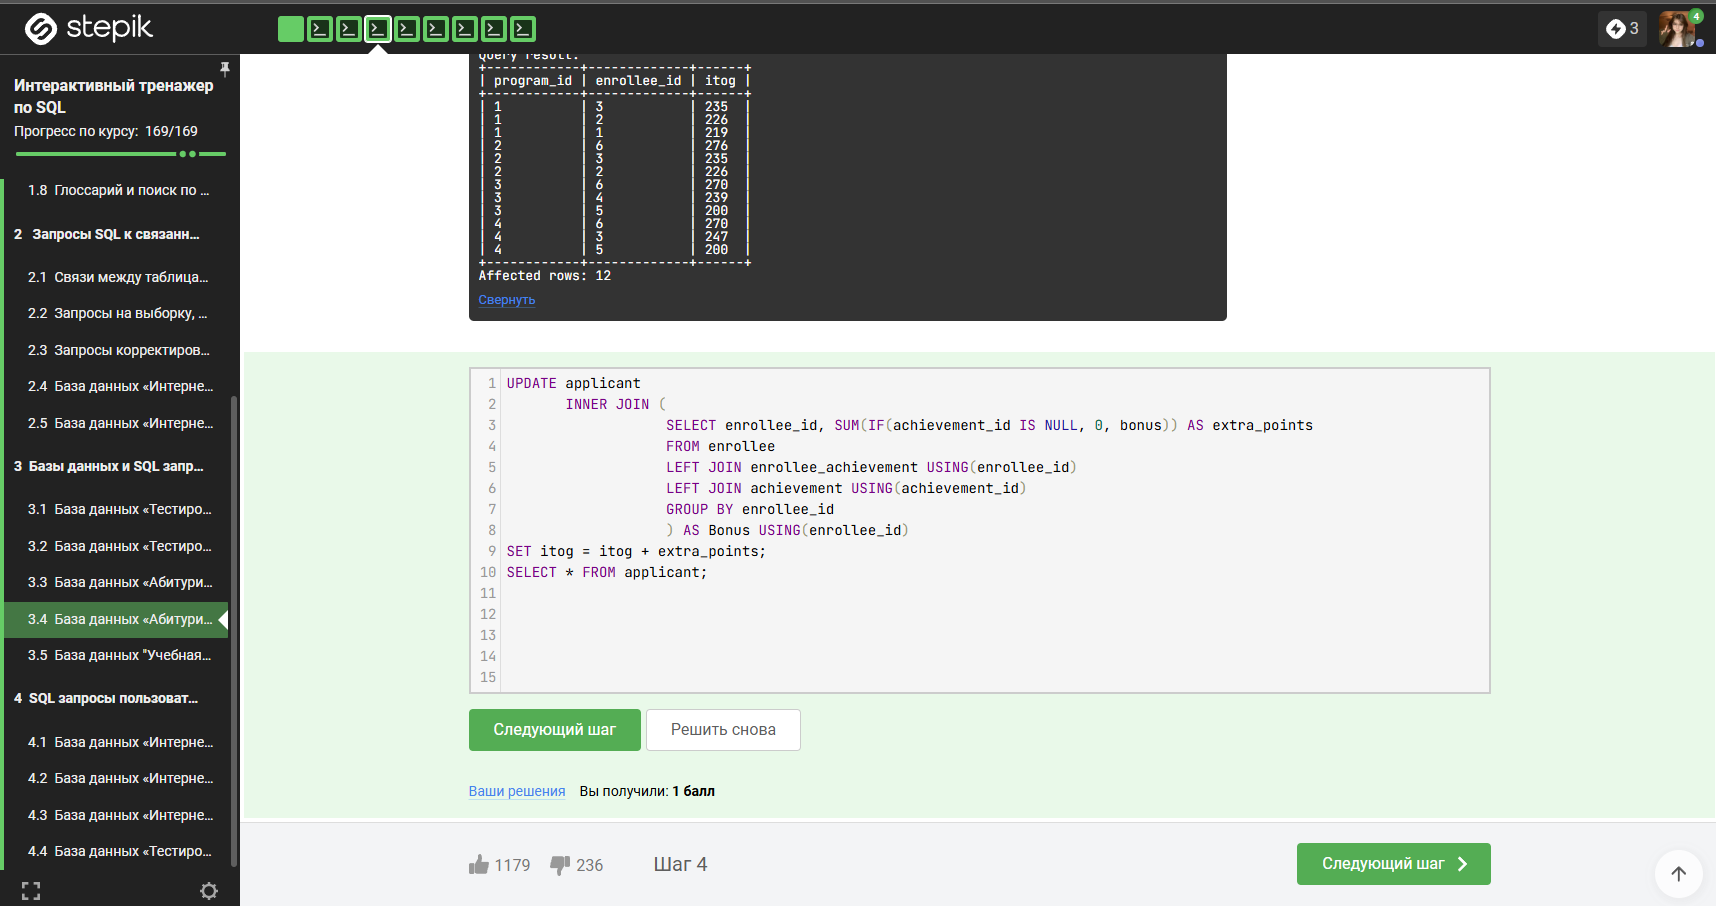 stepik
3
4
Интерактивный тренажер
по SQL
Прогресс по курсу: 169/169
1.8 Глоссарий и поиск по ...
2 Запросы SQL к связанн...
2.1 Связи между таблица...
2.2 Запросы на выборку, ...
2.3 Запросы корректиров...
2.4 База данных «Интерне...
2.5 База данных «Интерне...
3 Базы данных и SQL запр...
3.1 База данных «Тестиро...
3.2 База данных «Тестиро...
3.3 База данных «Абитури...
3.4 База данных «Абитури...
3.5 База данных "Учебная...
4 SQL запросы пользоват...
4.1 База данных «Интерне...
4.2 База данных «Интерне...
4.3 База данных «Интерне...
4.4 База данных «Тестиро...
Query result:
+------------+-------------+------+
| program_id | enrollee_id | itog |
+------------+-------------+------+
| 1          | 3           | 235  |
| 1          | 2           | 226  |
| 1          | 1           | 219  |
| 2          | 6           | 276  |
| 2          | 3           | 235  |
| 2          | 2           | 226  |
| 3          | 6           | 270  |
| 3          | 4           | 239  |
| 3          | 5           | 200  |
| 4          | 6           | 270  |
| 4          | 3           | 247  |
| 4          | 5           | 200  |
+------------+-------------+------+
Affected rows: 12
Свернуть
1 UPDATE applicant
2 INNER JOIN (
3 SELECT enrollee_id, SUM(IF(achievement_id IS NULL, 0, bonus)) AS extra_points
4 FROM enrollee
5 LEFT JOIN enrollee_achievement USING(enrollee_id)
6 LEFT JOIN achievement USING(achievement_id)
7 GROUP BY enrollee_id
8 ) AS Bonus USING(enrollee_id)
9 SET itog = itog + extra_points;
10 SELECT * FROM applicant;
11
12
13
14
15
Следующий шаг
Решить снова
Ваши решения Вы получили: 1 балл
1179 236 Шаг 4
Следующий шаг